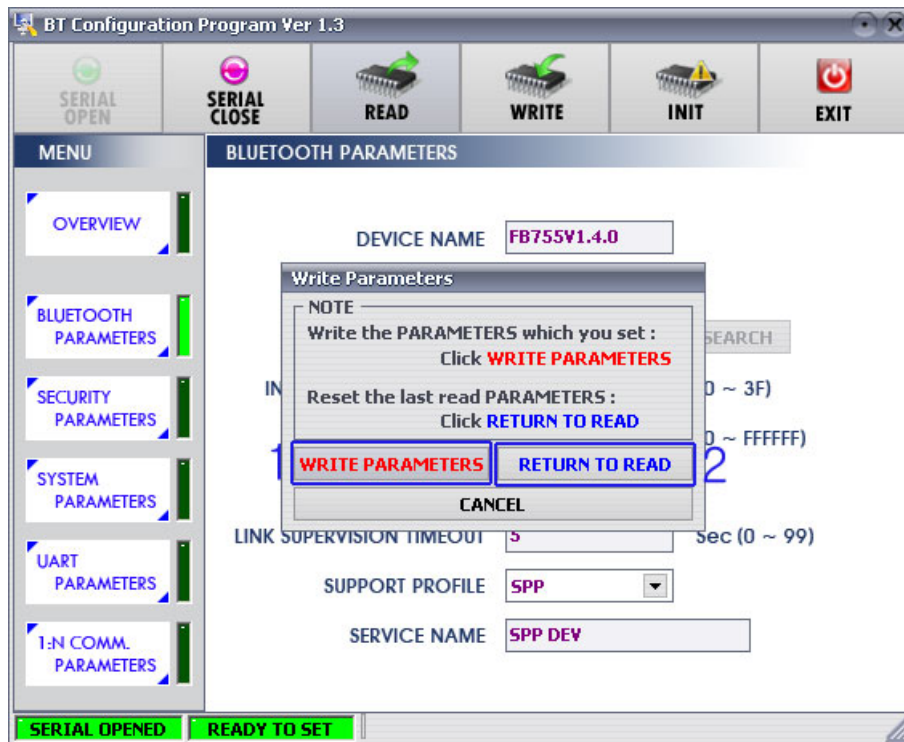 BT Configuration Program Ver 1.3
SERIAL OPEN
SERIAL CLOSE
READ
WRITE
INIT
EXIT
MENU
BLUETOOTH PARAMETERS
OVERVIEW
DEVICE NAME FB755V1.4.0
Write Parameters
NOTE
BLUETOOTH
PARAMETERS
Write the PARAMETERS which you set :
SEARCH
Click WRITE PARAMETERS
SECURITY
PARAMETERS
IN
0 ~ 3F)
Reset the last read PARAMETERS :
Click RETURN TO READ
0 ~ FFFFFF)
1
WRITE PARAMETERS
RETURN TO READ
2
SYSTEM
PARAMETERS
CANCEL
LINK SUPERVISION TIMEOUT 5 Sec (0 ~ 99)
UART
PARAMETERS
SUPPORT PROFILE SPP
SERVICE NAME SPP DEV
1:N COMM.
PARAMETERS
SERIAL OPENED
READY TO SET